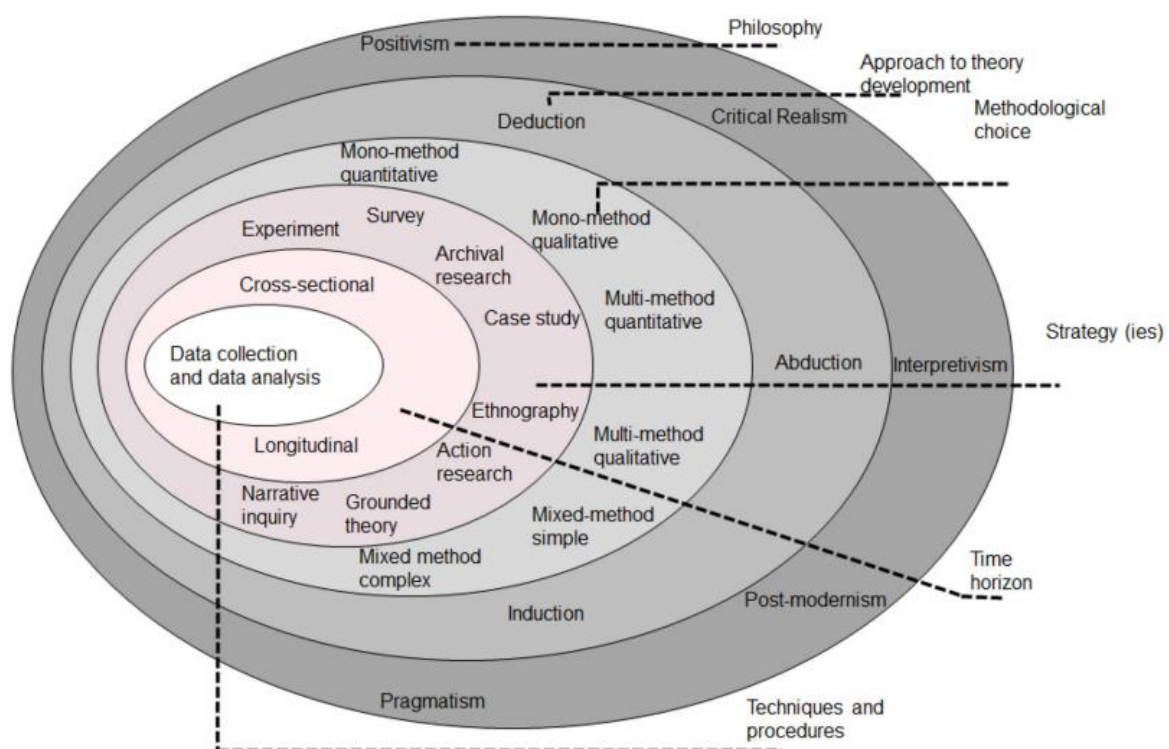 Philosophy
Positivism
Approach to theory
development
Critical Realism
Methodological
choice
Deduction
Mono-method
quantitative
Survey
Mono-method
qualitative
Experiment
Archival
research
Cross-sectional
Multi-method
quantitative
Case study
Strategy (ies)
Data collection
and data analysis
Abduction
Interpretivism
Ethnography
Multi-method
qualitative
Longitudinal
Action
research
Narrative
inquiry
Grounded
theory
Mixed-method
simple
Mixed method
complex
Time
horizon
Induction
Post-modernism
Pragmatism
Techniques and
procedures